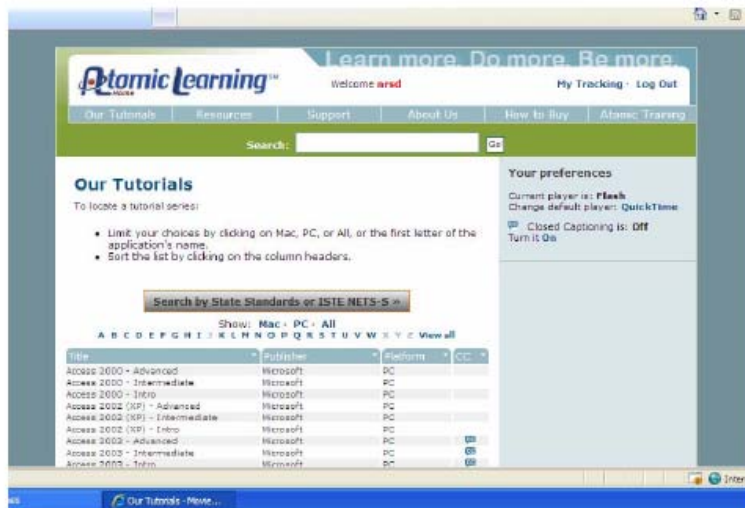 Learn more. Do more. Be more.
Atomic Learning™
Welcome nrsd
My Tracking · Log Out
Our Tutorials Resources Support About Us How to Buy Atomic Training
Search: Go
Our Tutorials
To locate a tutorial series:
• Limit your choices by clicking on Mac, PC, or All, or the first letter of the
application's name.
• Sort the list by clicking on the column headers.
Search by State Standards or ISTE NETS-S »
Show: Mac · PC · All
A B C D E F G H I J K L M N O P Q R S T U V W X Y Z View all
Title Publisher Platform CC
Access 2000 - Advanced Microsoft PC
Access 2000 - Intermediate Microsoft PC
Access 2000 - Intro Microsoft PC
Access 2002 (XP) - Advanced Microsoft PC
Access 2002 (XP) - Intermediate Microsoft PC
Access 2002 (XP) - Intro Microsoft PC
Access 2003 - Advanced Microsoft PC
Access 2003 - Intermediate Microsoft PC
Access 2003 - Intro Microsoft PC
Your preferences
Current player is: Flash
Change default player: QuickTime
Closed Captioning is: Off
Turn it On
Inter
Our Tutorials - Movie...